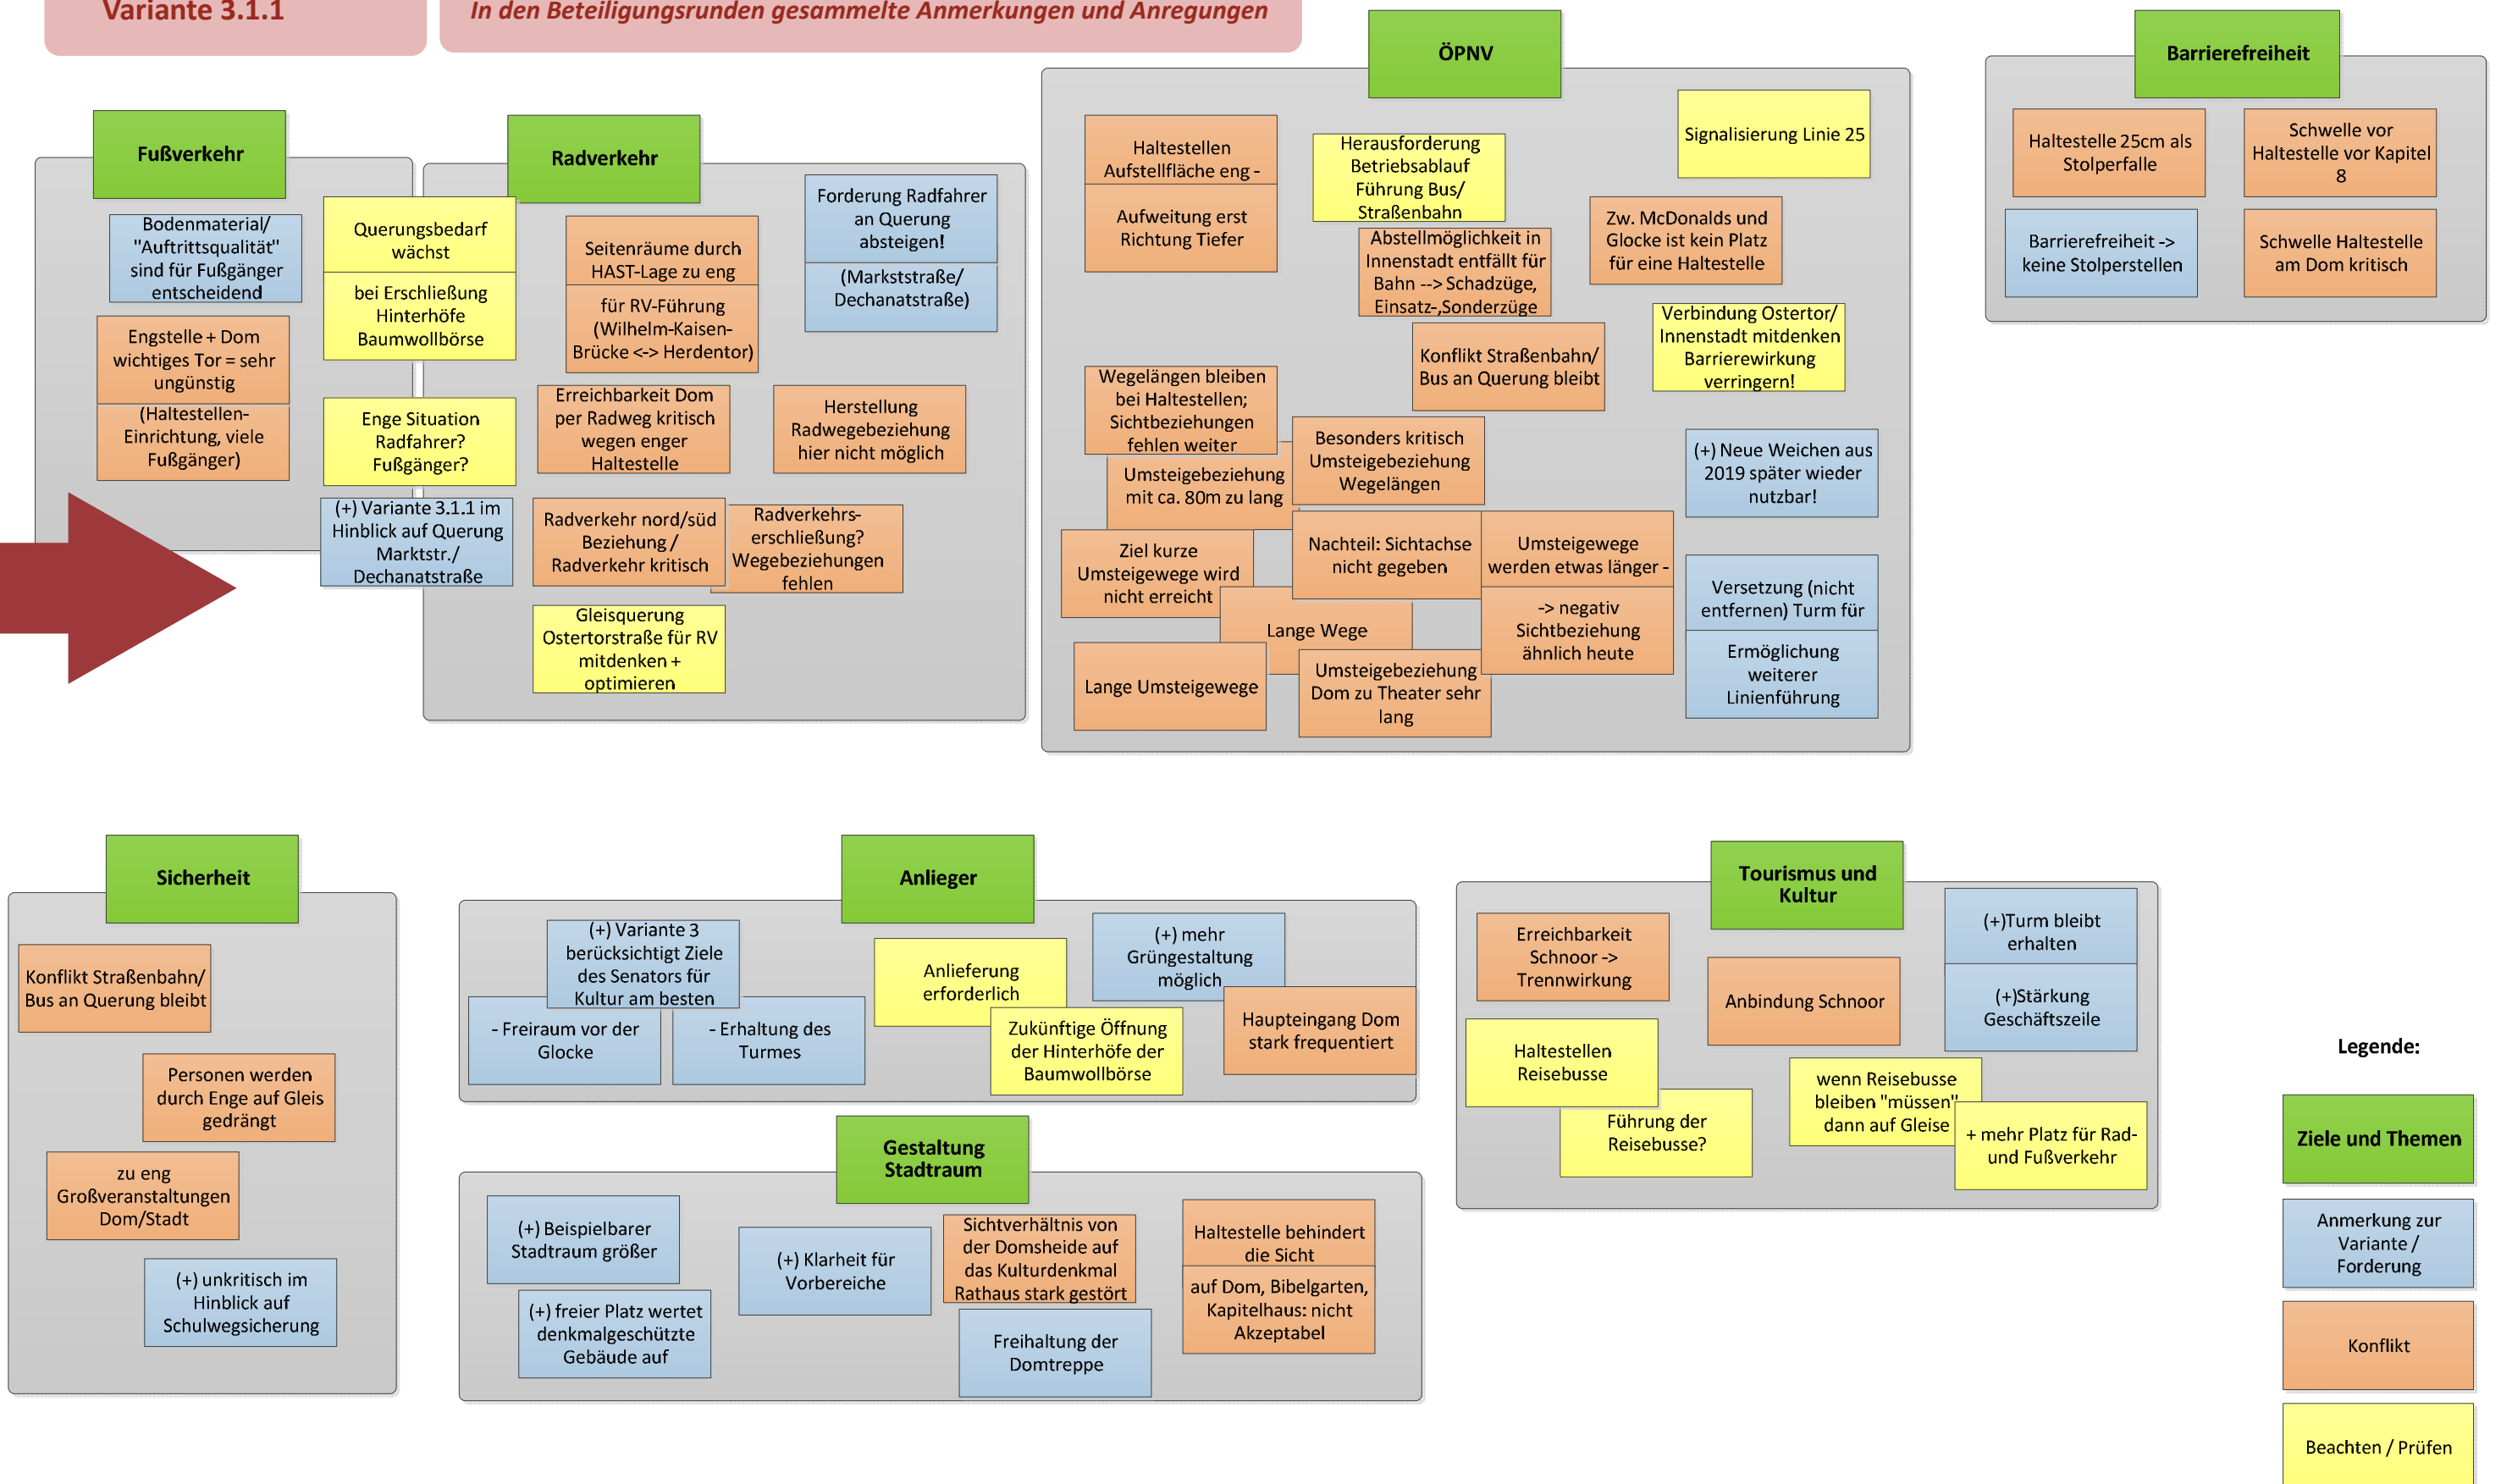 Variante 3.1.1
In den Beteiligungsrunden gesammelte Anmerkungen und Anregungen
Fußverkehr
Bodenmaterial/
"Auftrittsqualität"
sind für Fußgänger
entscheidend
Engstelle + Dom
wichtiges Tor = sehr
ungünstig
(Haltestellen-
Einrichtung, viele
Fußgänger)
Querungsbedarf
wächst
bei Erschließung
Hinterhöfe
Baumwollbörse
Enge Situation
Radfahrer?
Fußgänger?
(+) Variante 3.1.1 im
Hinblick auf Querung
Marktstr./
Dechanatstraße
Radverkehr
Seitenräume durch
HAST-Lage zu eng
für RV-Führung
(Wilhelm-Kaisen-
Brücke <-> Herdentor)
Forderung Radfahrer
an Querung
absteigen!
(Markststraße/
Dechanatstraße)
Erreichbarkeit Dom
per Radweg kritisch
wegen enger
Haltestelle
Herstellung
Radwegebeziehung
hier nicht möglich
Radverkehr nord/süd
Beziehung /
Radverkehr kritisch
Radverkehrs-
erschließung?
Wegebeziehungen
fehlen
Gleisquerung
Ostertorstraße für RV
mitdenken +
optimieren
ÖPNV
Haltestellen
Aufstellfläche eng -
Aufweitung erst
Richtung Tiefer
Herausforderung
Betriebsablauf
Führung Bus/
Straßenbahn
Signalisierung Linie 25
Abstellmöglichkeit in
Innenstadt entfällt für
Bahn --> Schadzüge,
Einsatz-,Sonderzüge
Zw. McDonalds und
Glocke ist kein Platz
für eine Haltestelle
Konflikt Straßenbahn/
Bus an Querung bleibt
Verbindung Ostertor/
Innenstadt mitdenken
Barrierewirkung
verringern!
Wegelängen bleiben
bei Haltestellen;
Sichtbeziehungen
fehlen weiter
Umsteigebeziehung
mit ca. 80m zu lang
Besonders kritisch
Umsteigebeziehung
Wegelängen
(+) Neue Weichen aus
2019 später wieder
nutzbar!
Ziel kurze
Umsteigewege wird
nicht erreicht
Nachteil: Sichtachse
nicht gegeben
Umsteigewege
werden etwas länger -
-> negativ
Sichtbeziehung
ähnlich heute
Lange Wege
Lange Umsteigewege
Umsteigebeziehung
Dom zu Theater sehr
lang
Versetzung (nicht
entfernen) Turm für
Ermöglichung
weiterer
Linienführung
Barrierefreiheit
Haltestelle 25cm als
Stolperfalle
Schwelle vor
Haltestelle vor Kapitel
8
Barrierefreiheit ->
keine Stolperstellen
Schwelle Haltestelle
am Dom kritisch
Sicherheit
Konflikt Straßenbahn/
Bus an Querung bleibt
Personen werden
durch Enge auf Gleis
gedrängt
zu eng
Großveranstaltungen
Dom/Stadt
(+) unkritisch im
Hinblick auf
Schulwegsicherung
Anlieger
(+) Variante 3
berücksichtigt Ziele
des Senators für
Kultur am besten
- Freiraum vor der
Glocke
- Erhaltung des
Turmes
Anlieferung
erforderlich
Zukünftige Öffnung
der Hinterhöfe der
Baumwollbörse
(+) mehr
Grüngestaltung
möglich
Haupteingang Dom
stark frequentiert
Gestaltung
Stadtraum
(+) Beispielbarer
Stadtraum größer
(+) freier Platz wertet
denkmalgeschützte
Gebäude auf
(+) Klarheit für
Vorbereiche
Sichtverhältnis von
der Domsheide auf
das Kulturdenkmal
Rathaus stark gestört
Freihaltung der
Domtreppe
Haltestelle behindert
die Sicht
auf Dom, Bibelgarten,
Kapitelhaus: nicht
Akzeptabel
Tourismus und
Kultur
Erreichbarkeit
Schnoor ->
Trennwirkung
Anbindung Schnoor
(+)Turm bleibt
erhalten
(+)Stärkung
Geschäftszeile
Haltestellen
Reisebusse
Führung der
Reisebusse?
wenn Reisebusse
bleiben "müssen"
dann auf Gleise
+ mehr Platz für Rad-
und Fußverkehr
Legende:
Ziele und Themen
Anmerkung zur
Variante /
Forderung
Konflikt
Beachten / Prüfen